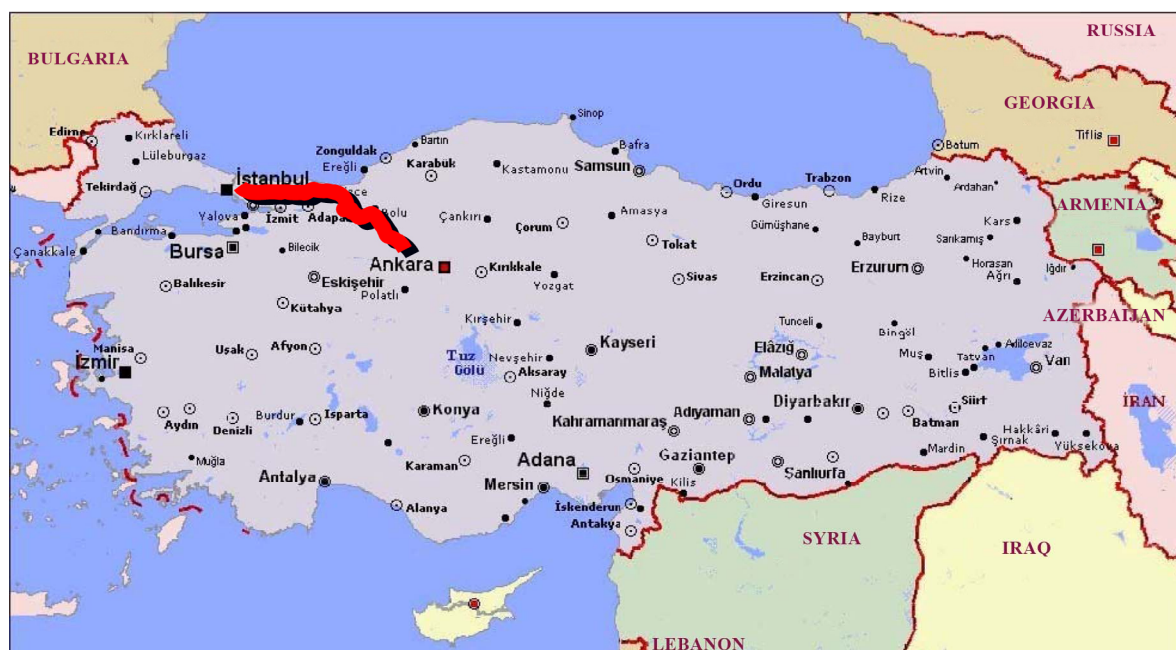 RUSSIA
BULGARIA
GEORGIA
Sinop
Tiflis
Edirne
Kırklareli
Bartın
Bafra
Batum
Zonguldak
Lüleburgaz
Ereğli
Karabük
Kastamonu
Samsun
Artvin
Ardahan
İstanbul
Tekirdağ
Ordu
Trabzon
Giresun
Rize
ARMENIA
Yalova
İzmit
Bolu
Çankırı
Amasya
Gümüşhane
Kars
Bandırma
Çorum
Çanakkale
Bursa
Bilecik
Tokat
Bayburt
Sarıkamış
Ankara
Kırıkkale
Erzurum
Horasan
Iğdır
Balıkesir
Eskişehir
Polatlı
Yozgat
Sivas
Erzincan
Ağrı
Kütahya
Kırşehir
Tunceli
Bingöl
AZERBAIJAN
Manisa
Uşak
Afyon
Tuz
Gölü
Nevşehir
Kayseri
Elâzığ
Muş
Tatvan
Adilcevaz
Van
İzmir
Aksaray
Malatya
Bitlis
Niğde
Aydın
Denizli
Burdur
Isparta
Konya
Kahramanmaraş
Adıyaman
Diyarbakır
Siirt
Batman
İRAN
Muğla
Ereğli
Mardin
Şırnak
Hakkâri
Yüksekova
Antalya
Karaman
Adana
Gaziantep
Osmaniye
Kilis
Şanlıurfa
Mersin
Alanya
İskenderun
Antakya
SYRIA
IRAQ
LEBANON